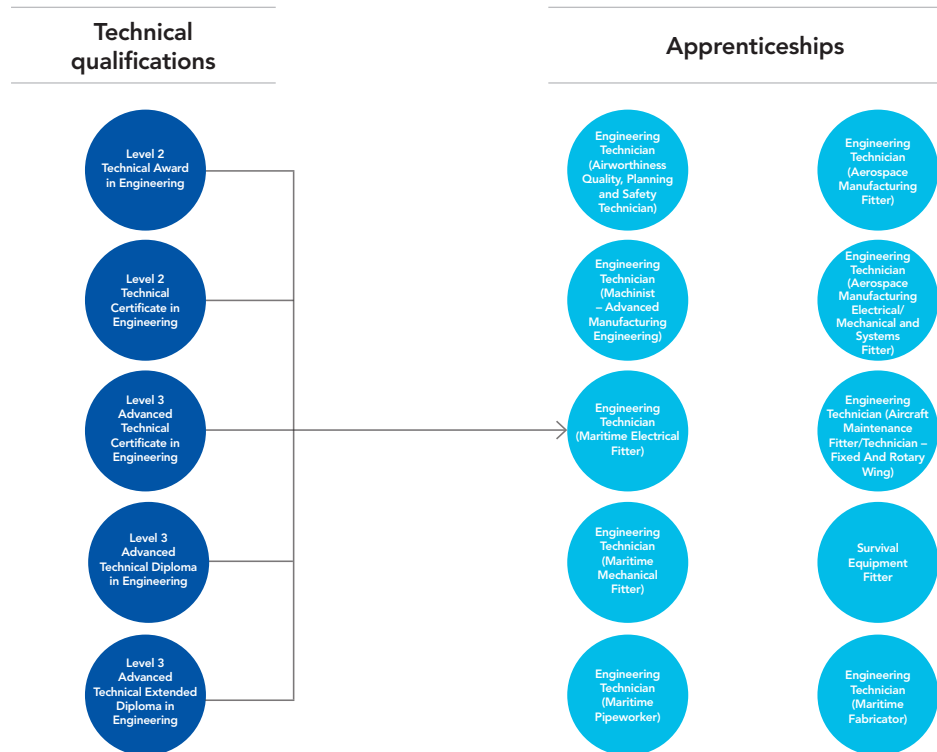 Technical
qualifications
Apprenticeships
Level 2
Technical Award
in Engineering
Engineering
Technician
(Airworthiness
Quality, Planning
and Safety
Technician)
Engineering
Technician
(Aerospace
Manufacturing
Fitter)
Level 2
Technical
Certificate in
Engineering
Engineering
Technician
(Machinist
– Advanced
Manufacturing
Engineering)
Engineering
Technician
(Aerospace
Manufacturing
Electrical/
Mechanical and
Systems
Fitter)
Level 3
Advanced
Technical
Certificate in
Engineering
Engineering
Technician
(Maritime Electrical
Fitter)
Engineering
Technician (Aircraft
Maintenance
Fitter/Technician –
Fixed And Rotary
Wing)
Level 3
Advanced
Technical Diploma
in Engineering
Engineering
Technician
(Maritime
Mechanical
Fitter)
Survival
Equipment
Fitter
Level 3
Advanced
Technical Extended
Diploma in
Engineering
Engineering
Technician
(Maritime
Pipeworker)
Engineering
Technician
(Maritime
Fabricator)